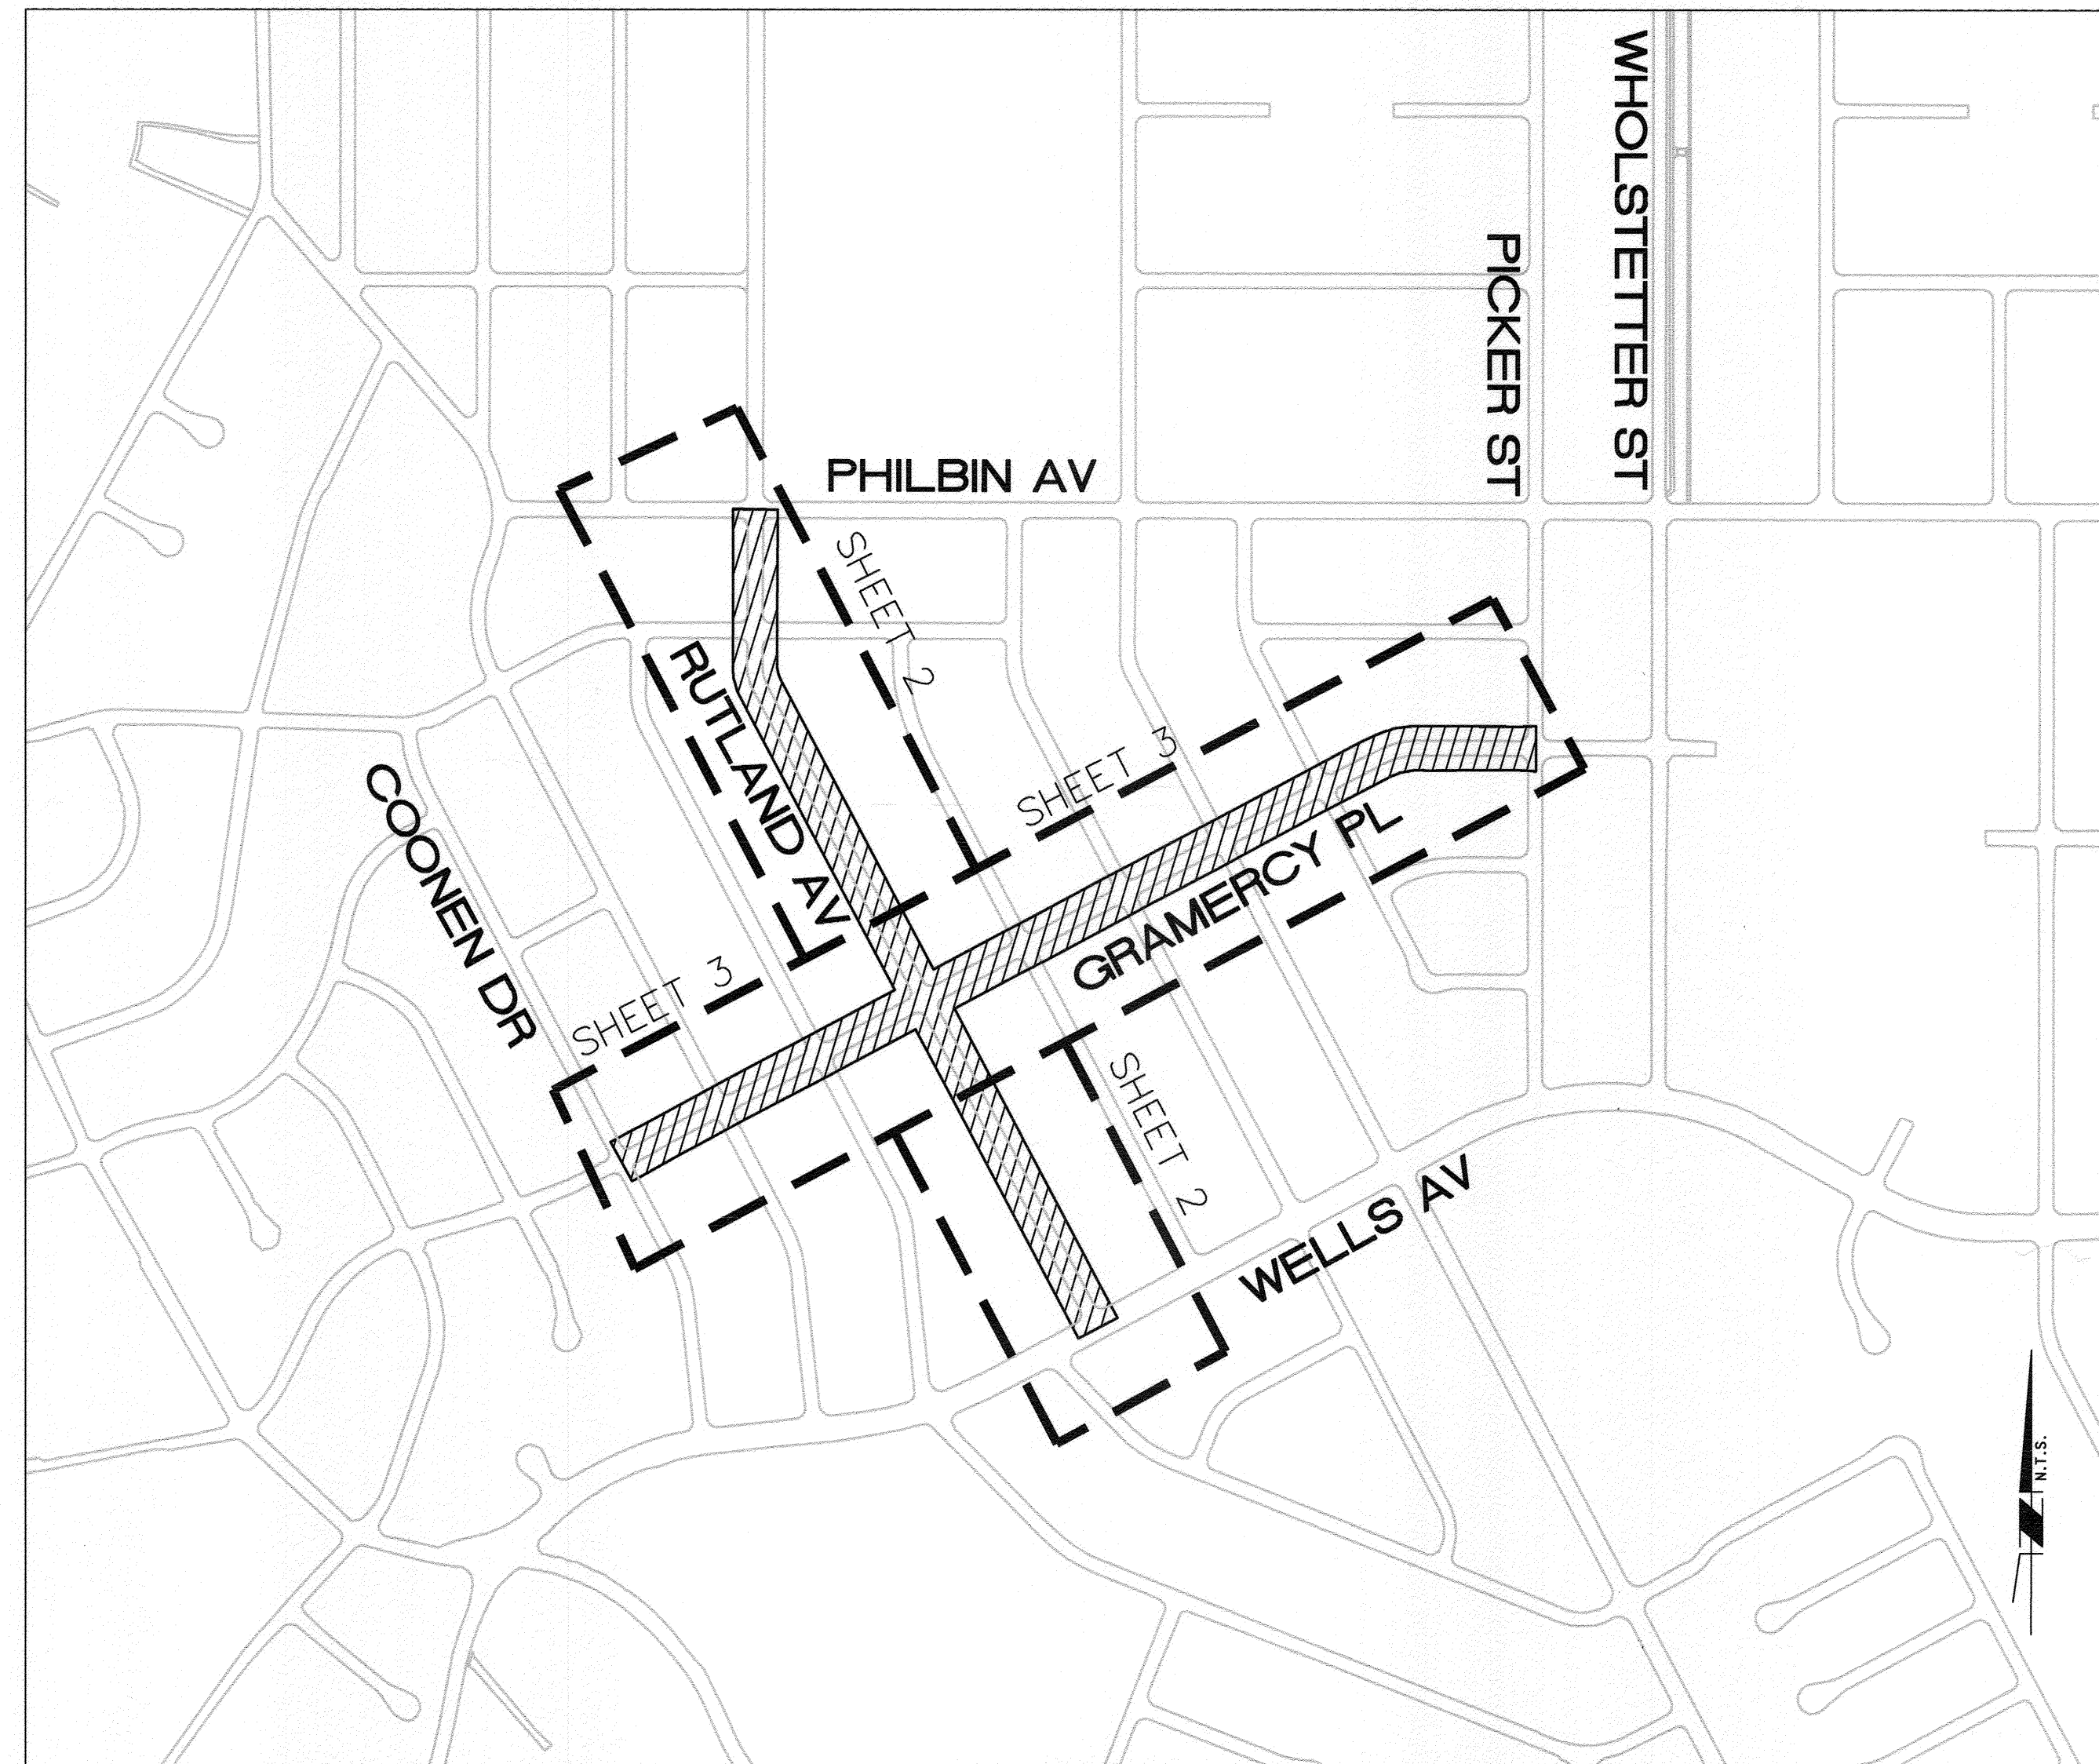 WHOLSTETTER ST
PICKER ST
PHILBIN AV
SHEET 2
RUTLAND AV
SHEET 3
COONEN DR
GRAMERCY PL
SHEET 3
SHEET 2
WELLS AV
N.T.S.